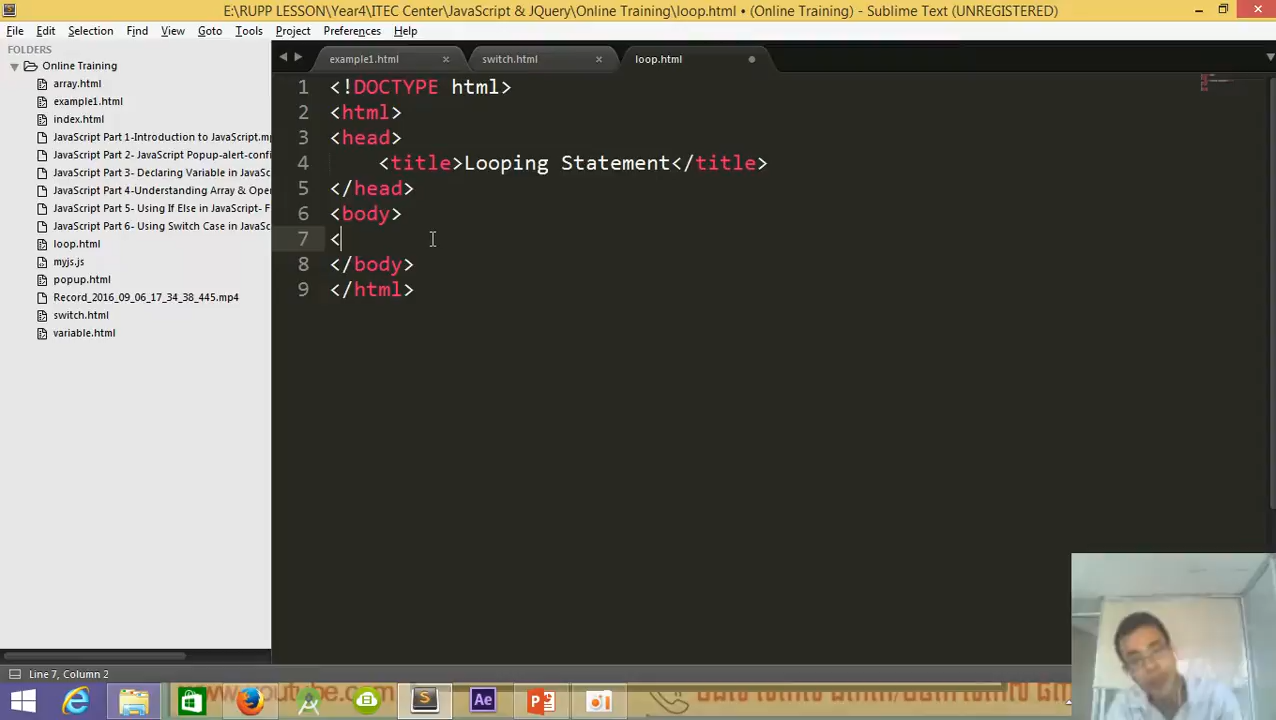 E:\RUPP LESSON\Year4\ITEC Center\JavaScript & JQuery\Online Training\loop.html • (Online Training) - Sublime Text (UNREGISTERED)
File Edit Selection Find View Goto Tools Project Preferences Help
FOLDERS
Online Training
array.html
example1.html
index.html
JavaScript Part 1-Introduction to JavaScript.mp
JavaScript Part 2- JavaScript Popup-alert-confi
JavaScript Part 3- Declaring Variable in JavaScr
JavaScript Part 4-Understanding Array & Ope
JavaScript Part 5- Using If Else in JavaScript- F
JavaScript Part 6- Using Switch Case in JavaSc
loop.html
myjs.js
popup.html
Record_2016_09_06_17_34_38_445.mp4
switch.html
variable.html
example1.html × switch.html × loop.html
1 <!DOCTYPE html>
2 <html>
3 <head>
4 <title>Looping Statement</title>
5 </head>
6 <body>
7 <
8 </body>
9 </html>
Line 7, Column 2
www.youtube.com